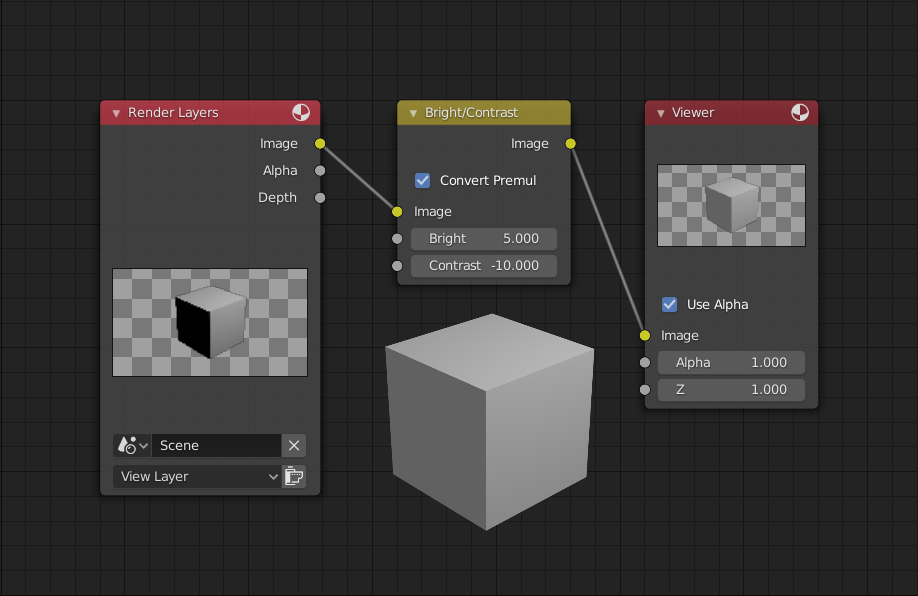 Render Layers
Image
Alpha
Depth
Scene
View Layer
Bright/Contrast
Image
Convert Premul
Image
Bright 5.000
Contrast -10.000
Viewer
Use Alpha
Image
Alpha 1.000
Z 1.000